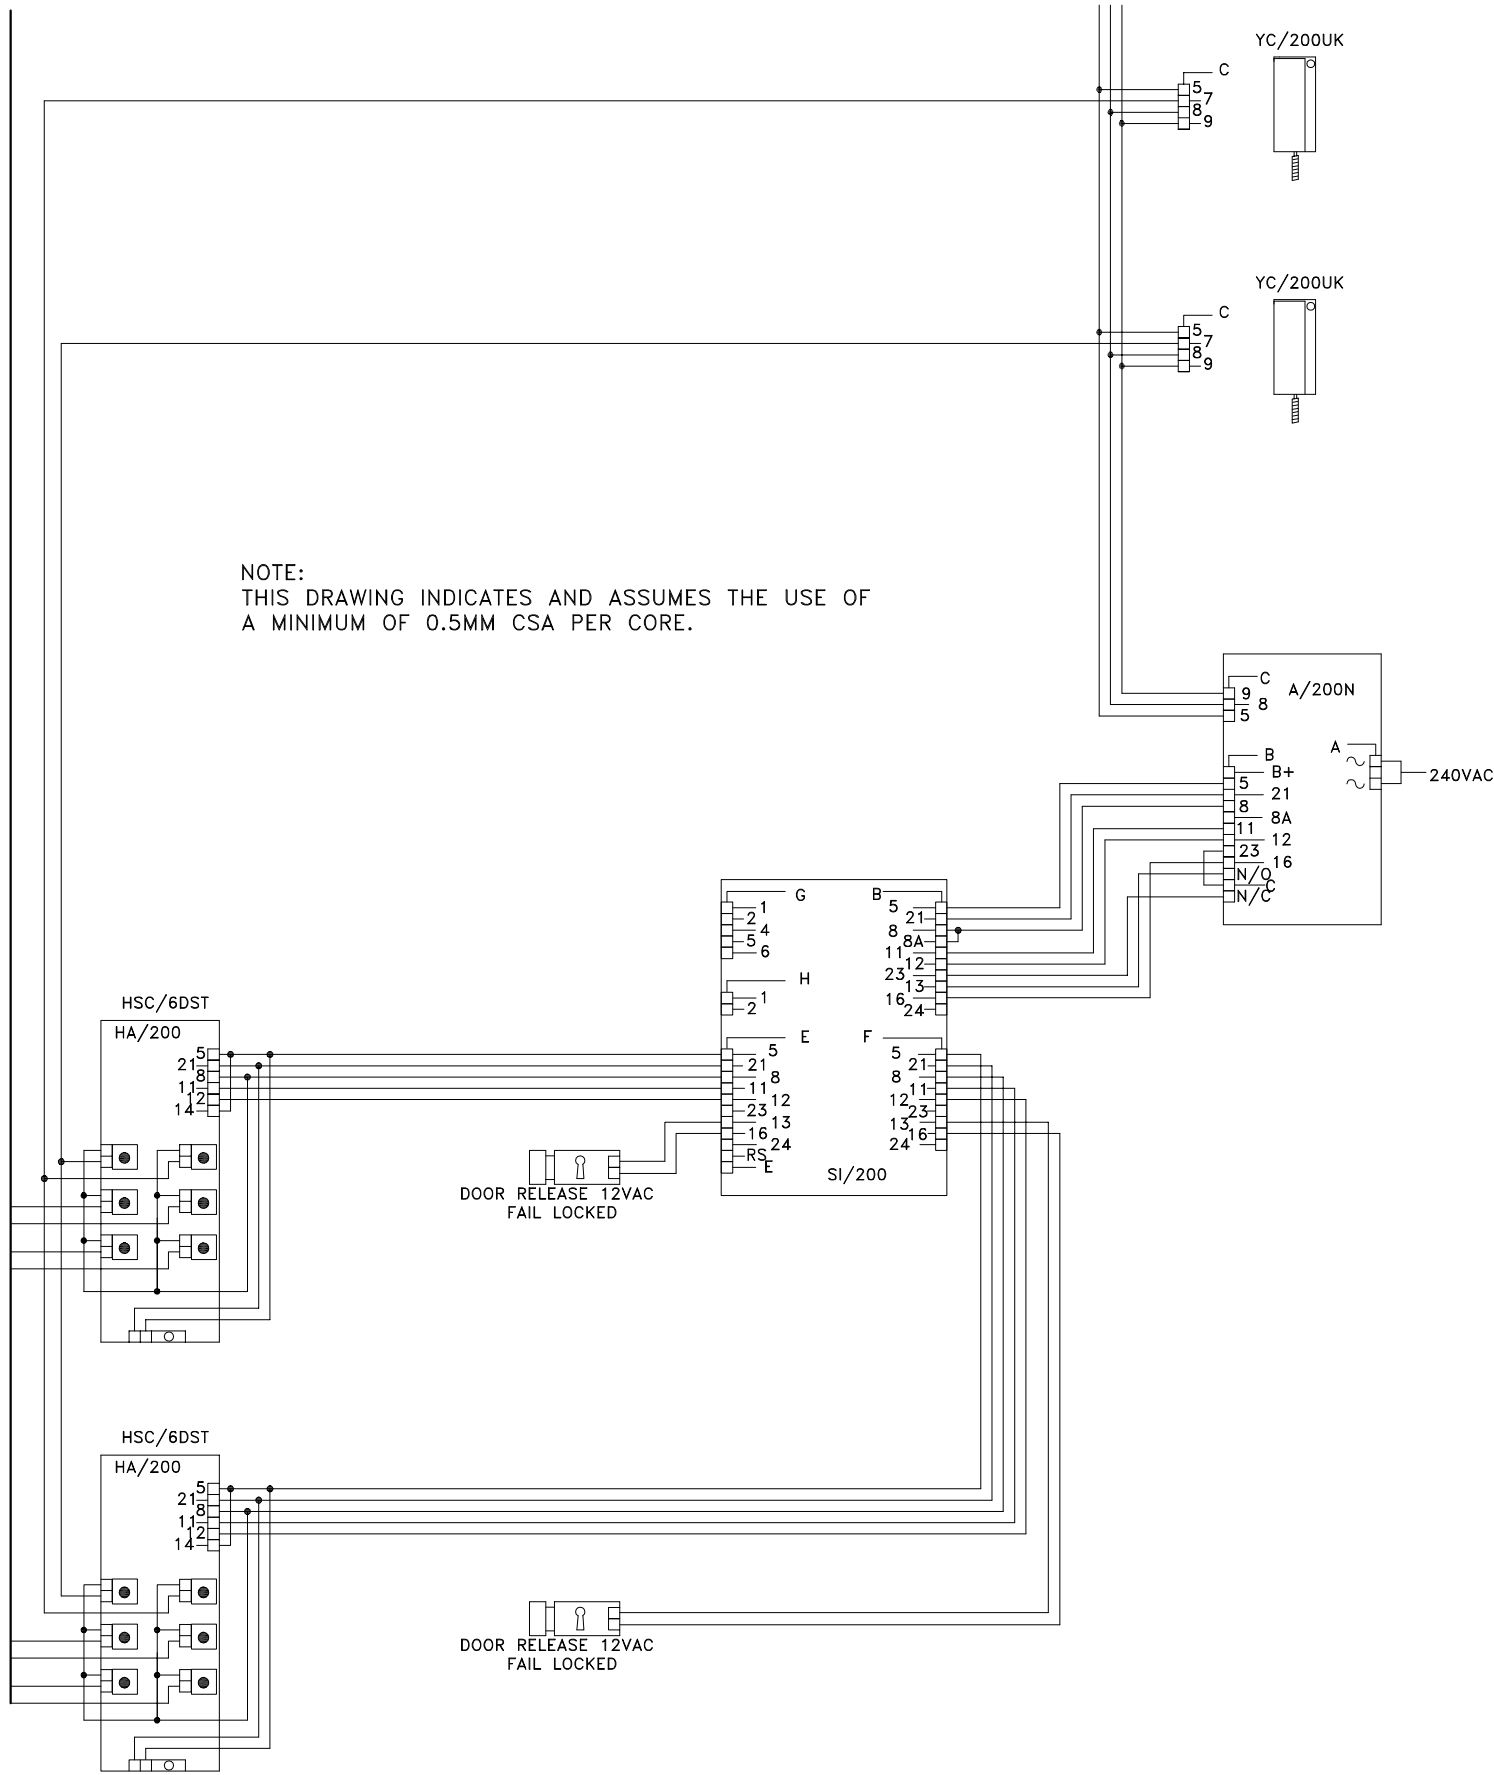 YC/200UK
C
5
7
8
9
YC/200UK
C
5
7
8
9
NOTE:
THIS DRAWING INDICATES AND ASSUMES THE USE OF
A MINIMUM OF 0.5MM CSA PER CORE.
C
9
8
5
A/200N
A
240VAC
B
B+
5
21
8
8A
11
12
23
16
N/O
C
N/C
G
1
2
4
5
6
H
1
2
E
5
21
8
11
12
23
13
16
24
RS
E
B
5
21
8
8A
11
12
23
13
16
24
F
5
21
8
11
12
23
13
16
24
SI/200
HSC/6DST
HA/200
5
21
8
11
12
14
DOOR RELEASE 12VAC
FAIL LOCKED
HSC/6DST
HA/200
5
21
8
11
12
14
DOOR RELEASE 12VAC
FAIL LOCKED